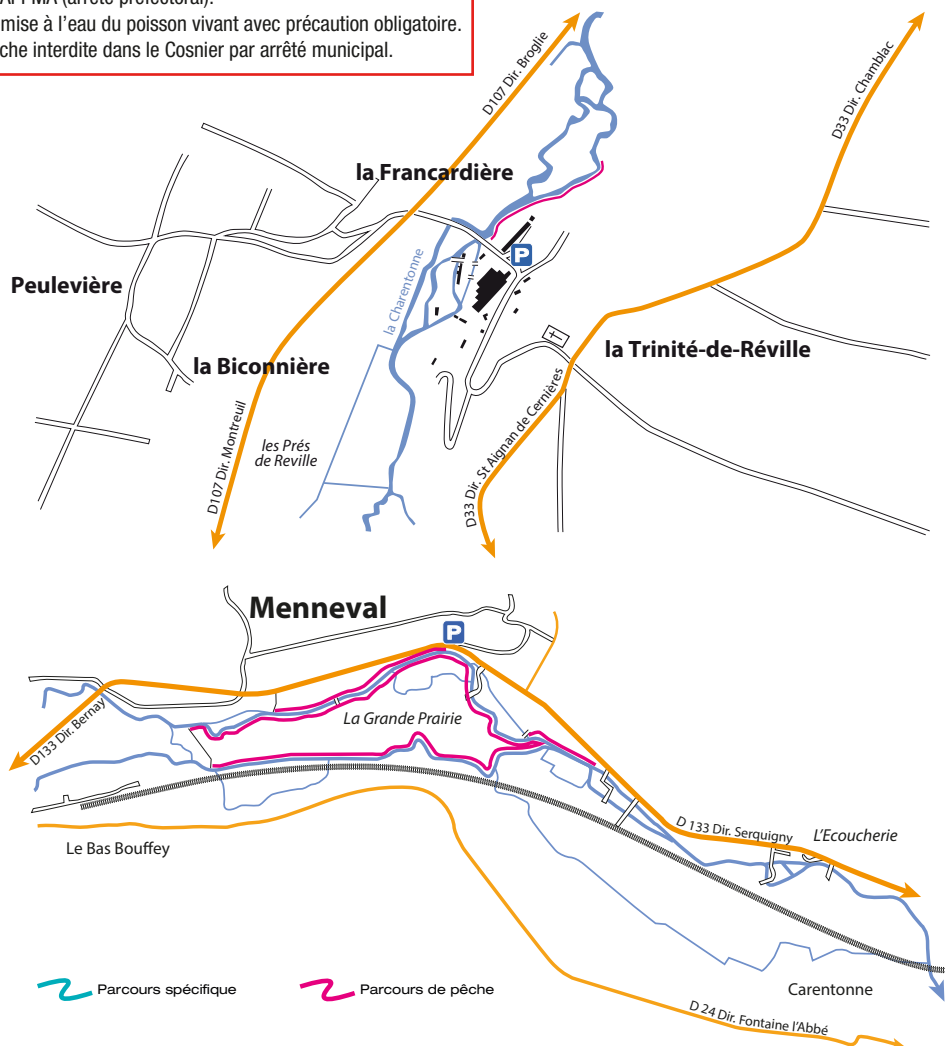 mise à l'eau du poisson vivant avec précaution obligatoire.
interdite dans le Cosnier par arrêté municipal.
D107 Dir. Broglie
D33 Dir. Chamblac
la Francardière
P
Peulevière
la Charentonne
la Biconnière
la Trinité-de-Réville
les Prés
de Reville
D107 Dir. Montreuil
D33 Dir. St Aignan de Cernières
Menneval
P
La Grande Prairie
D133 Dir. Bernay
D 133 Dir. Serquigny
L'Ecoucherie
Le Bas Bouffey
Parcours spécifique
Parcours de pêche
Carentonne
D 24 Dir. Fontaine l'Abbé